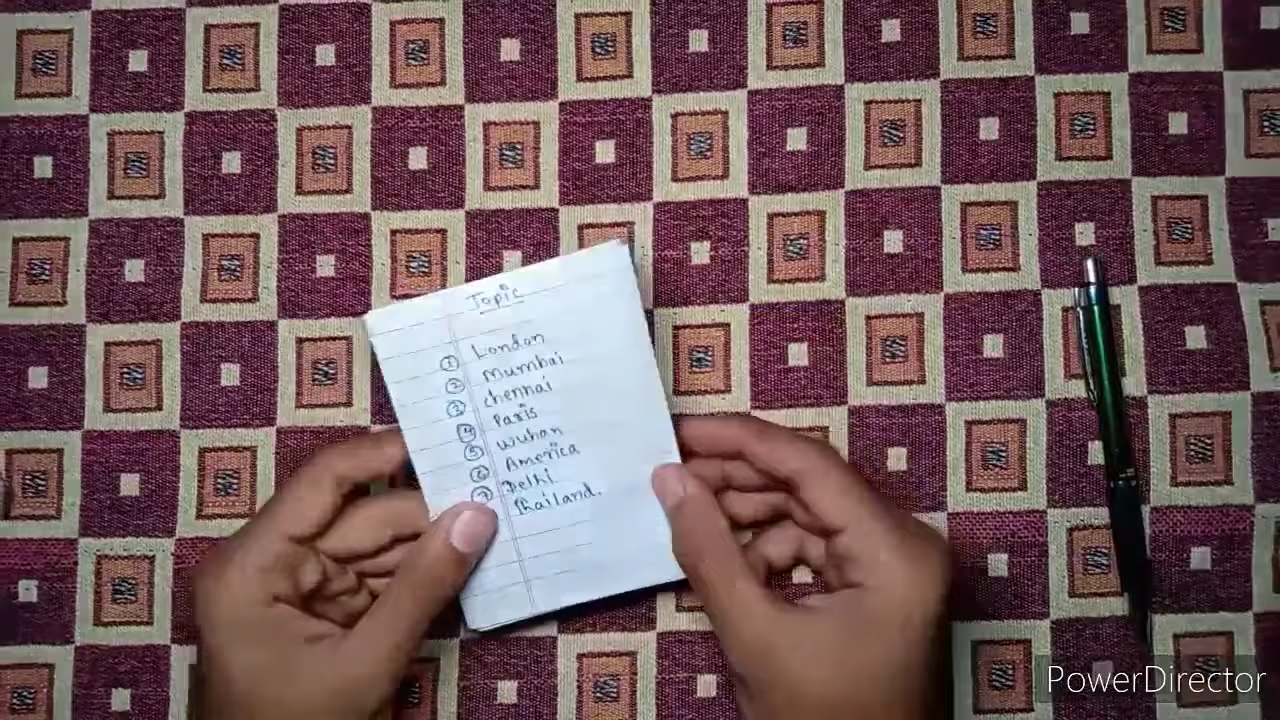 Topic
① London
② Mumbai
③ chennai
④ Paris
⑤ wuhan
⑥ America
⑦ Delhi
Thailand.
PowerDirector